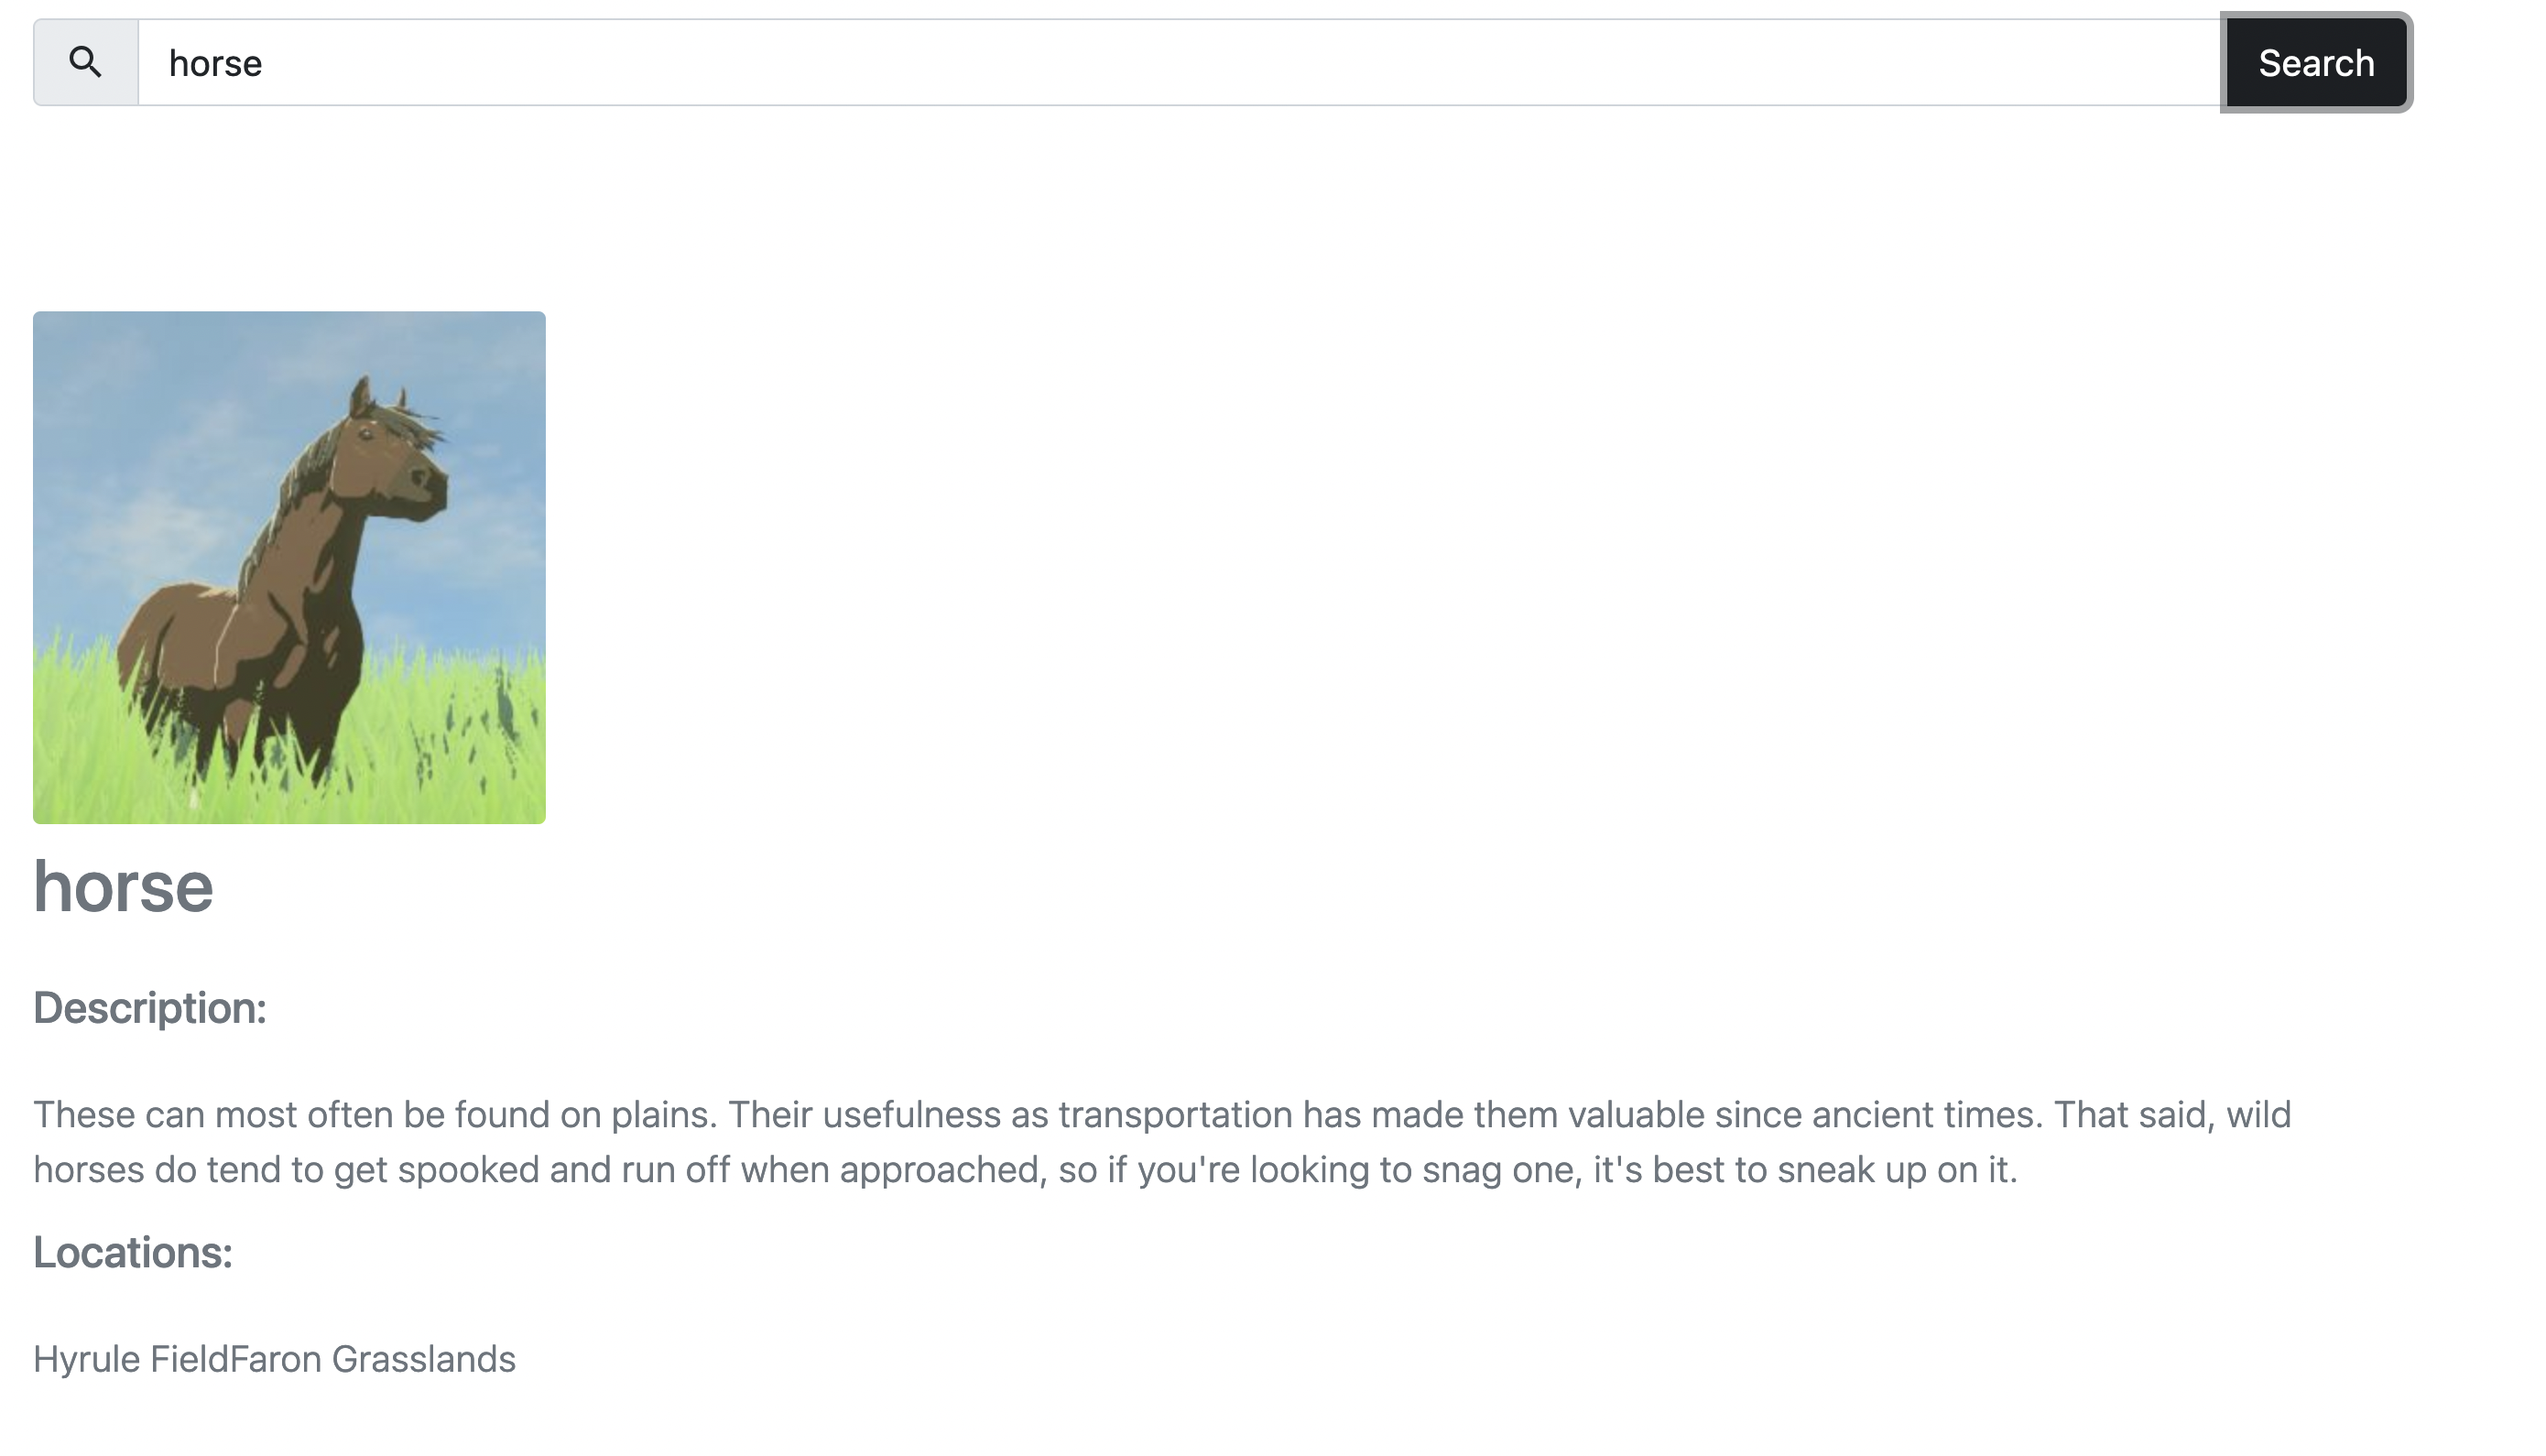 horse
Search
horse
Description:
These can most often be found on plains. Their usefulness as transportation has made them valuable since ancient times. That said, wild
horses do tend to get spooked and run off when approached, so if you're looking to snag one, it's best to sneak up on it.
Locations:
Hyrule FieldFaron Grasslands